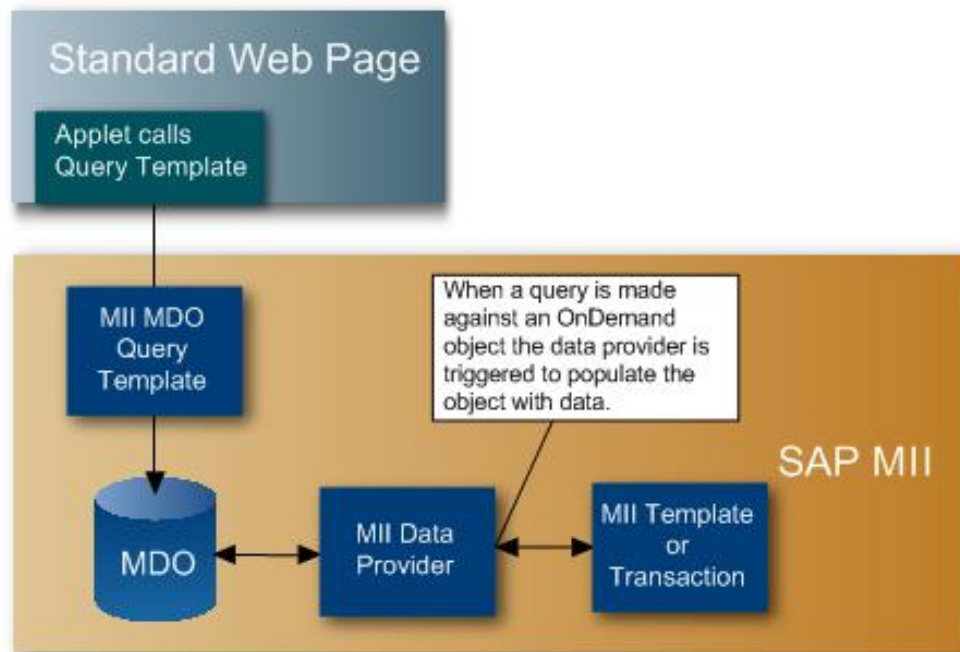 Standard Web Page
Applet calls
Query Template
MII MDO
Query
Template
When a query is made
against an OnDemand
object the data provider is
triggered to populate the
object with data.
SAP MII
MDO
MII Data
Provider
MII Template
or
Transaction